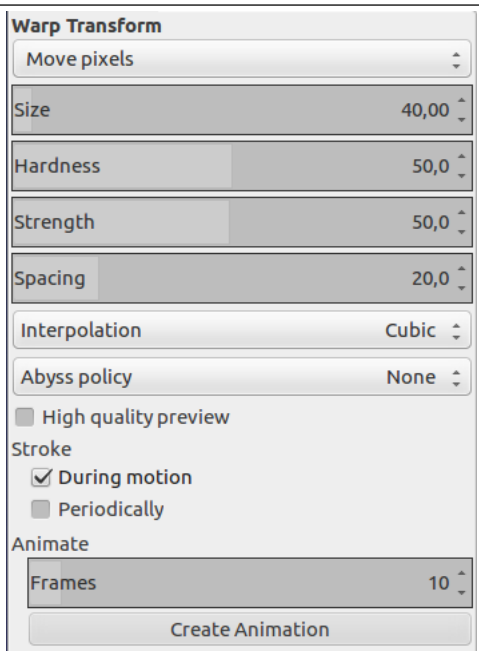 Warp Transform
Move pixels
Size 40,00
Hardness 50,0
Strength 50,0
Spacing 20,0
Interpolation Cubic
Abyss policy None
High quality preview
Stroke
During motion
Periodically
Animate
Frames 10
Create Animation